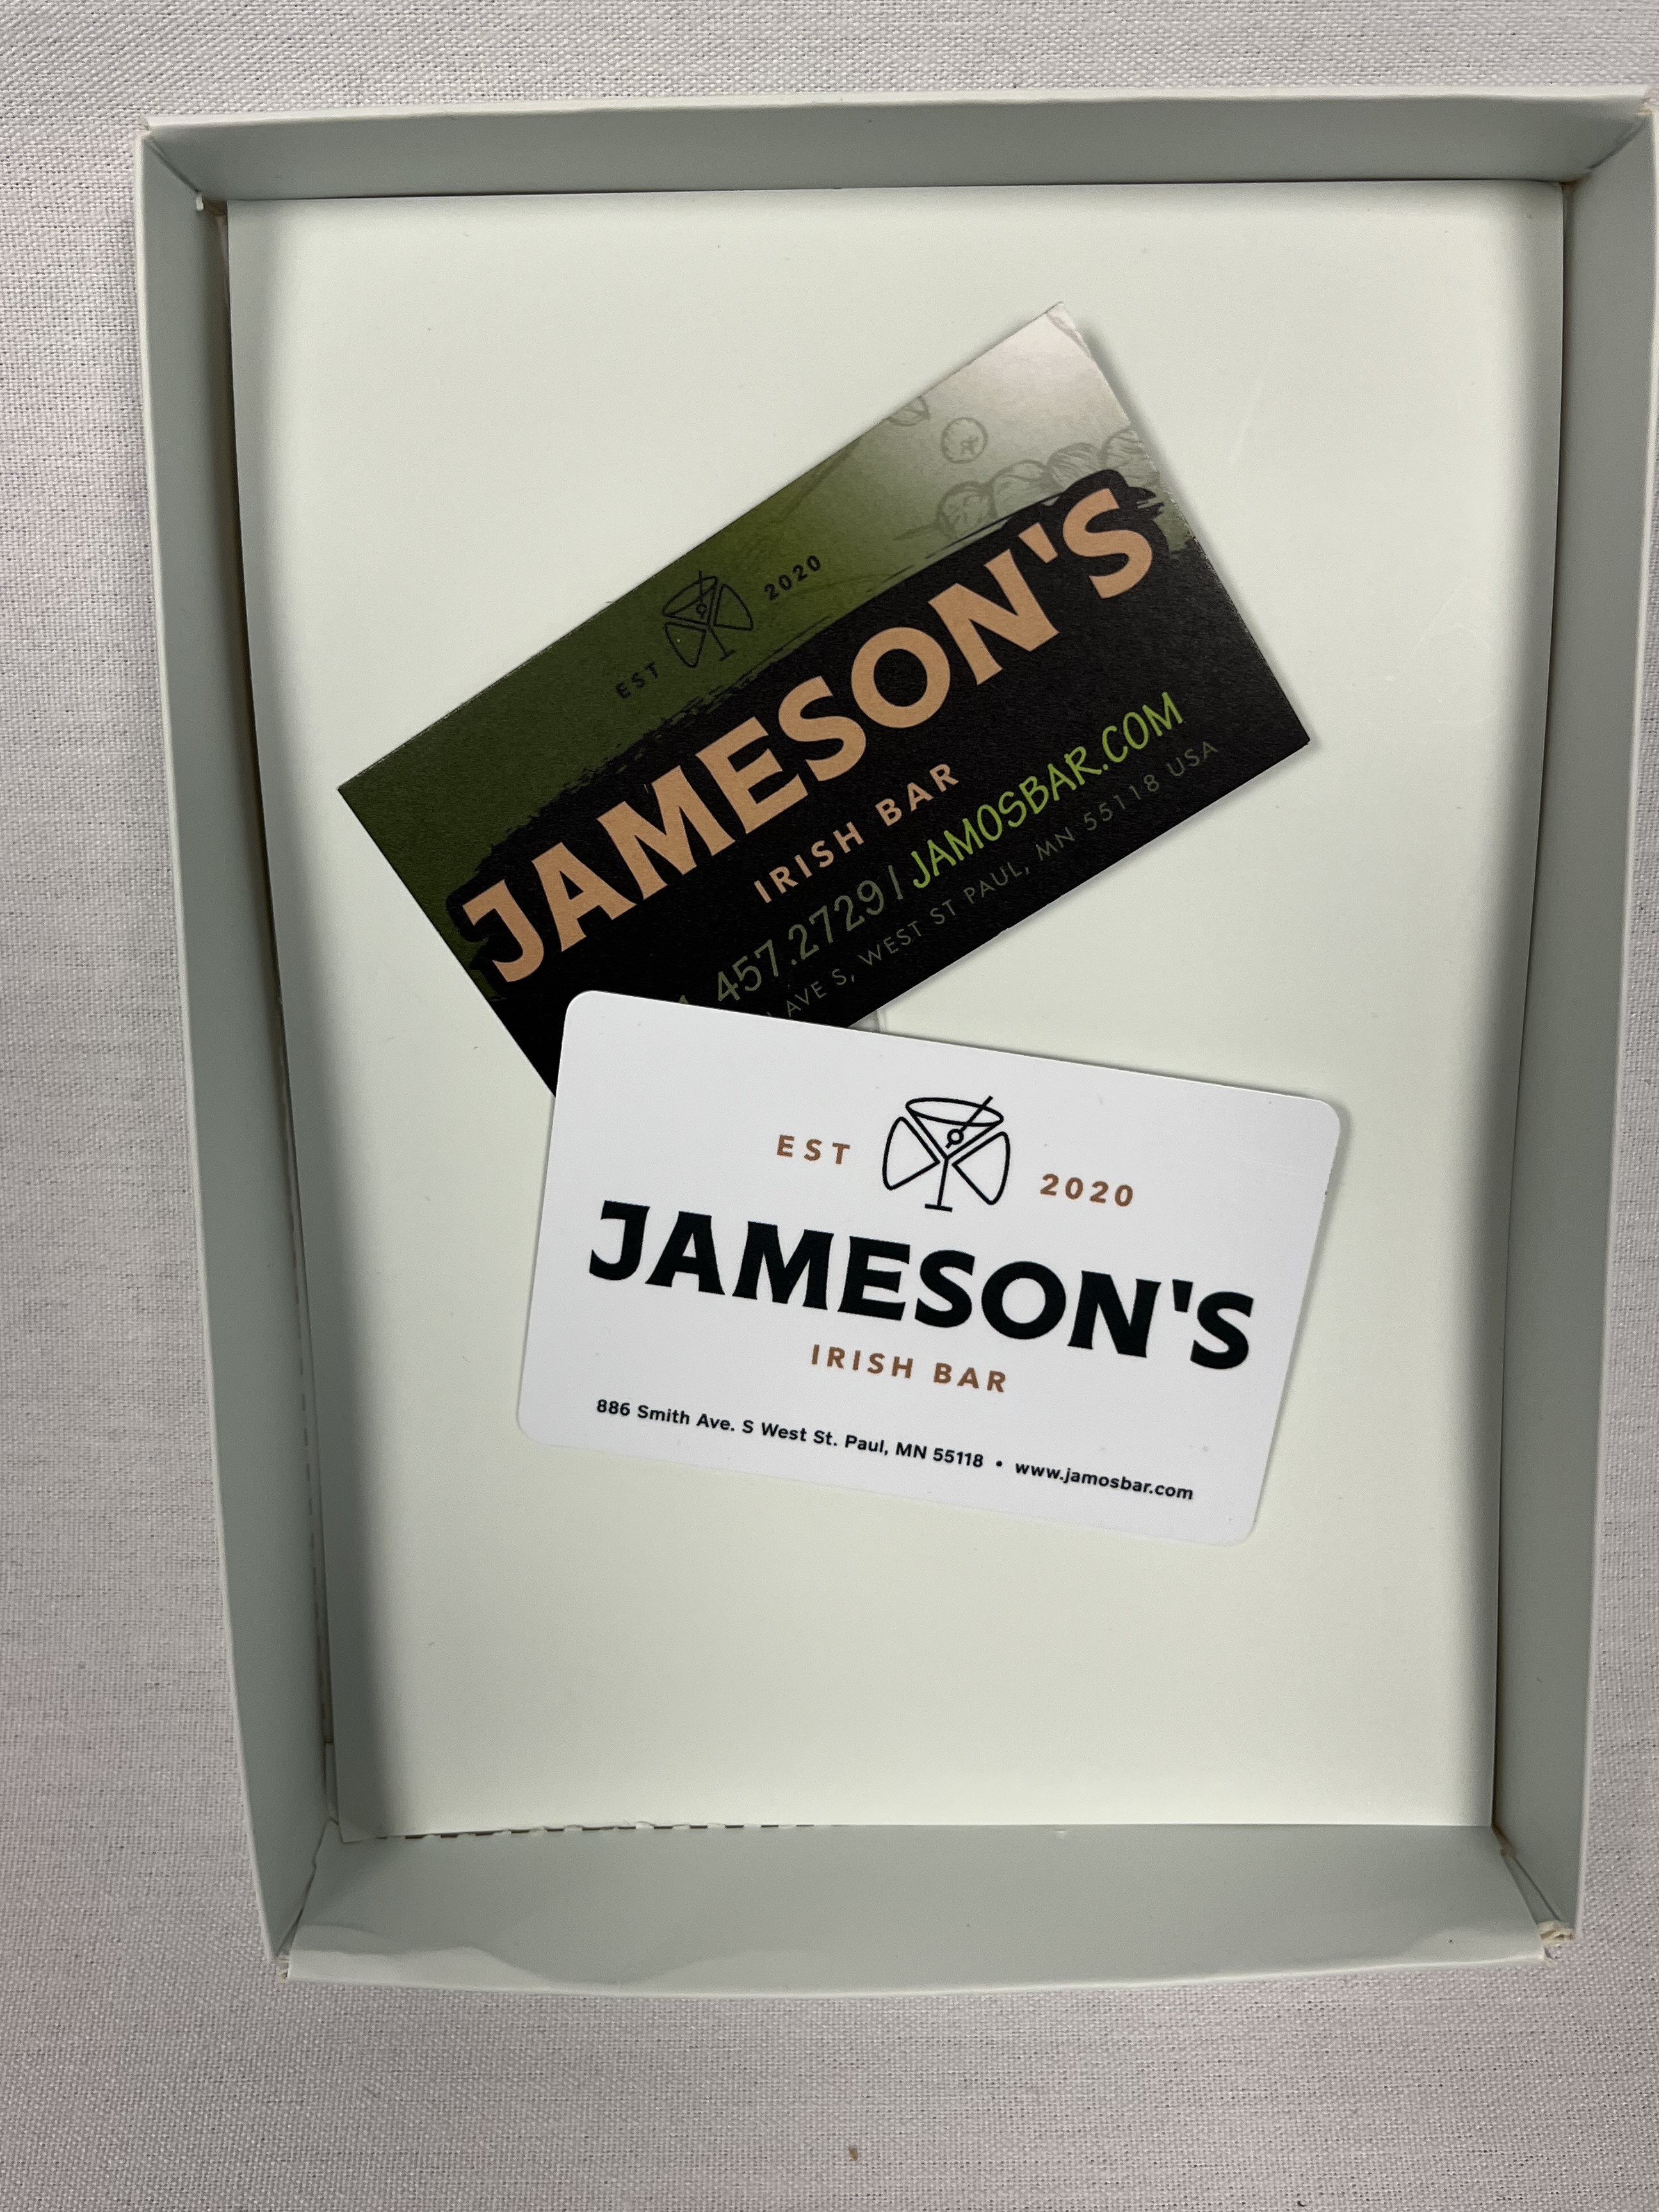 EST 2020
JAMESON'S
IRISH BAR
457.2729 / JAMOSBAR.COM
AVE S, WEST ST PAUL, MN 55118 USA
EST 2020
JAMESON'S
IRISH BAR
886 Smith Ave. S West St. Paul, MN 55118 • www.jamosbar.com